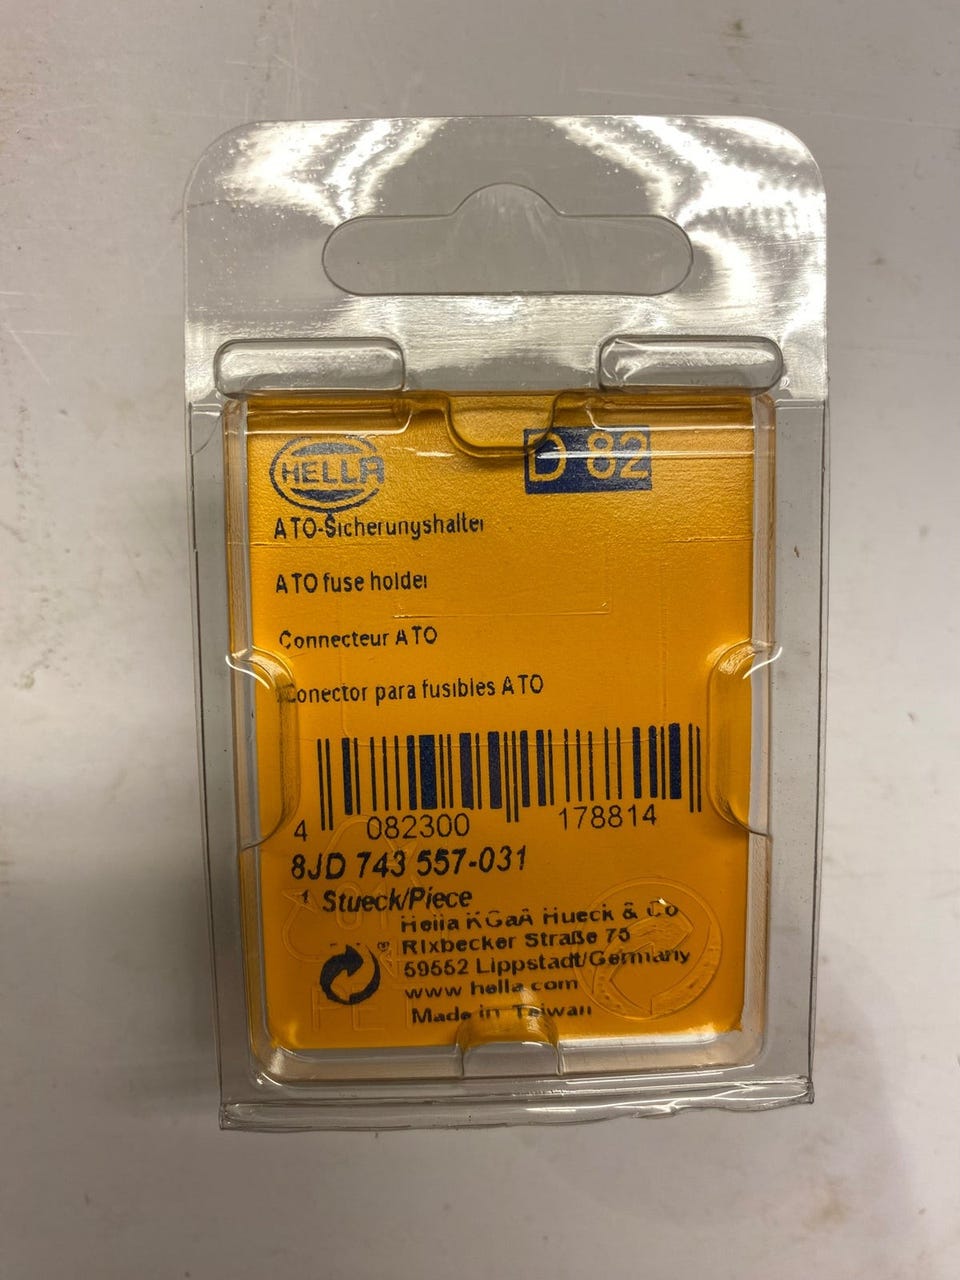 HELLA
D 82
ATO-Sicherungshalter
ATO fuse holder
Connecteur ATO
Conector para fusibles ATO
4 082300 178814
8JD 743 557-031
1 Stueck/Piece
Hella KGaA Hueck & Co
Rixbecker Straße 75
59552 Lippstadt/Germany
www hella.com
Made in Taiwan